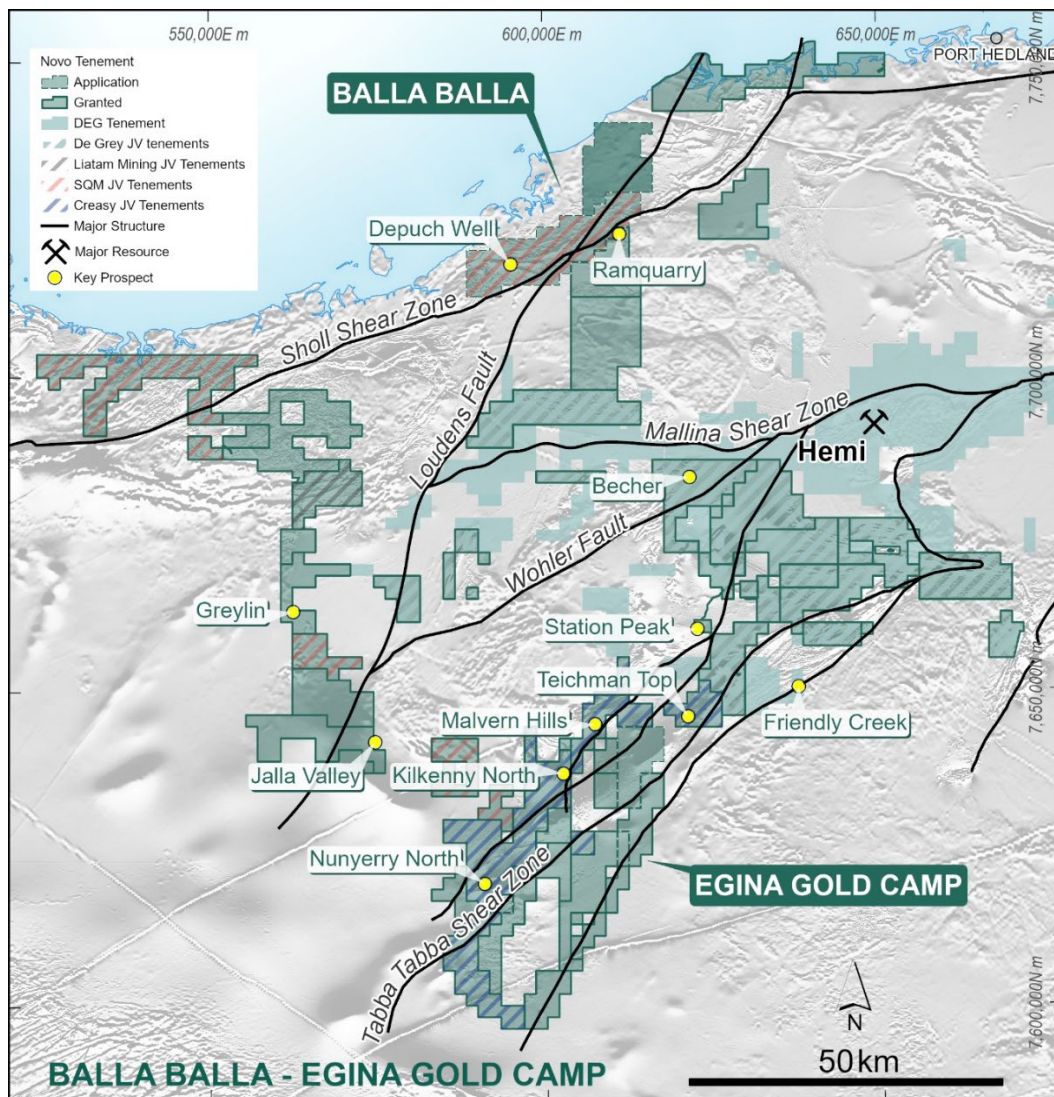 550,000E m
600,000E m
650,000E m
PORT HEDLAND
7,750,000N m
Novo Tenement
Application
Granted
DEG Tenement
De Grey JV tenements
Liatam Mining JV Tenements
SQM JV Tenements
Creasy JV Tenements
Major Structure
Major Resource
Key Prospect
BALLA BALLA
Depuch Well
Ramquarry
Sholl Shear Zone
Loudens Fault
7,700,000N m
Mallina Shear Zone
Hemi
Becher
Wohler Fault
Greylin
Station Peak
Teichman Top
7,650,000N m
Malvern Hills
Friendly Creek
Jalla Valley
Kilkenny North
Nunyerry North
EGINA GOLD CAMP
Tabba Tabba Shear Zone
7,600,000N m
N
50km
BALLA BALLA - EGINA GOLD CAMP